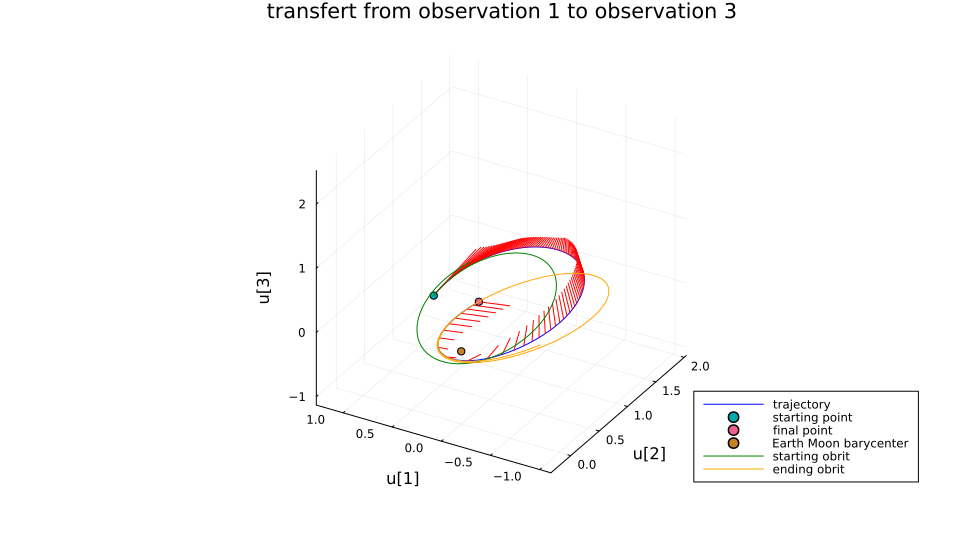 transfert from observation 1 to observation 3
u[3]
2
1
0
−1
1.0
0.5
0.0
−0.5
−1.0
u[1]
0.0
0.5
1.0
1.5
2.0
u[2]
trajectory
starting point
final point
Earth Moon barycenter
starting obrit
ending obrit